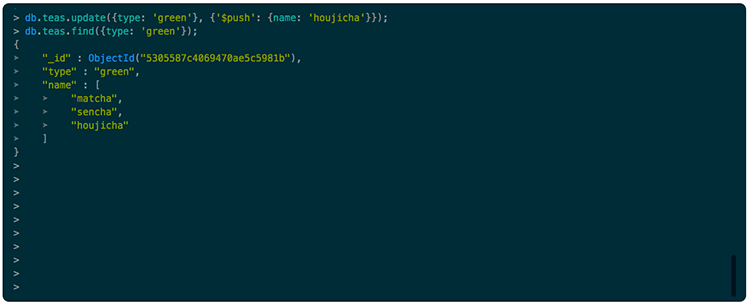 > db.teas.update({type: 'green'}, {'$push': {name: 'houjicha'}});
> db.teas.find({type: 'green'});
{
➤    "_id" : ObjectId("5305587c4069470ae5c5981b"),
➤    "type" : "green",
➤    "name" : [
➤    ➤    "matcha",
➤    ➤    "sencha",
➤    ➤    "houjicha"
➤    ]
}
>
>
>
>
>
>
>
>
>
>